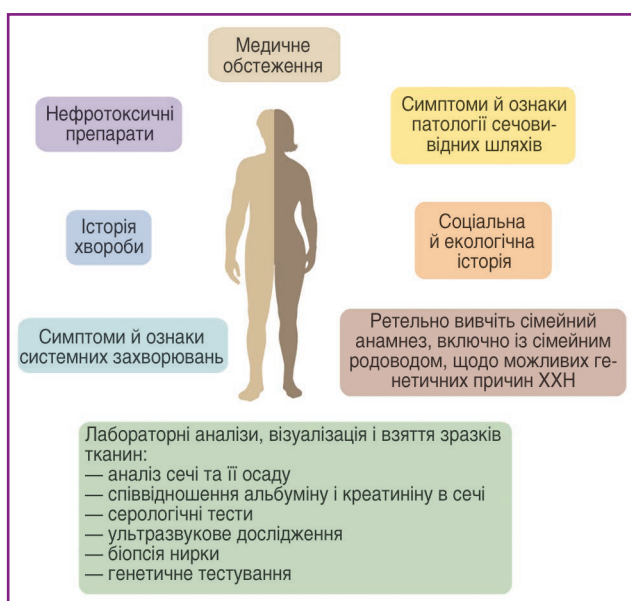 Медичне
обстеження
Нефротоксичні
препарати
Симптоми й ознаки
патології сечови-
відних шляхів
Історія
хвороби
Соціальна
й екологічна
історія
Симптоми й ознаки
системних захворювань
Ретельно вивчіть сімейний
анамнез, включно із сімейним
родоводом, щодо можливих ге-
нетичних причин ХХН
Лабораторні аналізи, візуалізація і взяття зразків
тканин:
— аналіз сечі та її осаду
— співвідношення альбуміну і креатиніну в сечі
— серологічні тести
— ультразвукове дослідження
— біопсія нирки
— генетичне тестування